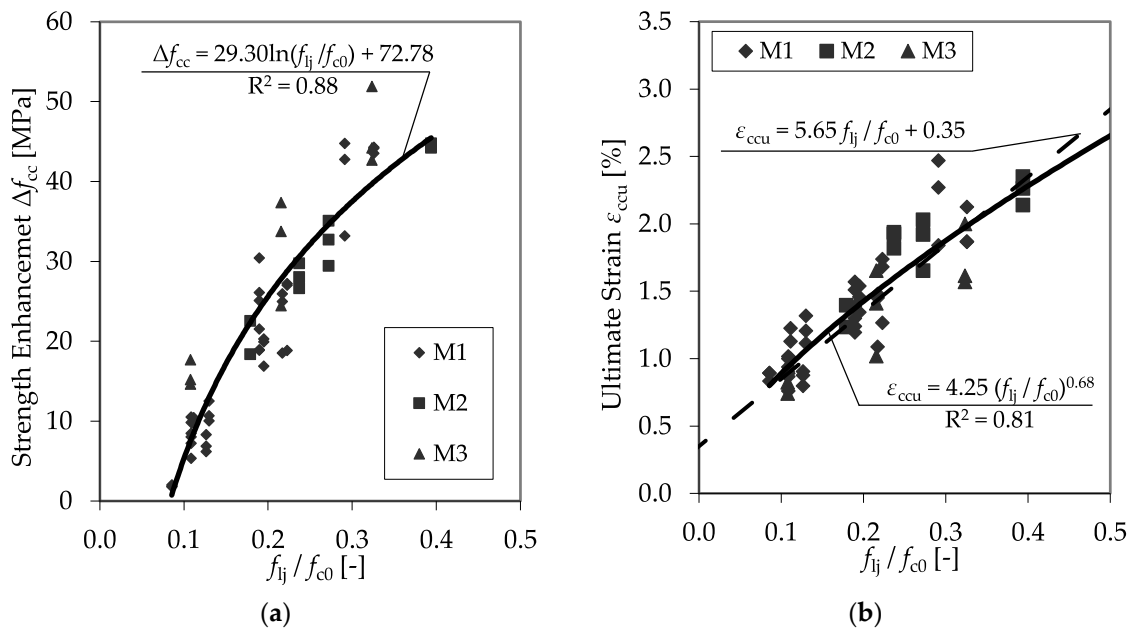 Strength Enhancemet Δfcc [MPa]
60
50
40
30
20
10
0
Δfcc = 29.30ln(flj/fc0) + 72.78
R² = 0.88
M1
M2
M3
0.0 0.1 0.2 0.3 0.4 0.5
flj / fc0 [-]
(a)
Ultimate Strain εccu [%]
3.5
3.0
2.5
2.0
1.5
1.0
0.5
0.0
M1 M2 M3
εccu = 5.65 flj / fc0 + 0.35
εccu = 4.25 (flj / fc0)^0.68
R² = 0.81
0.0 0.1 0.2 0.3 0.4 0.5
flj / fc0 [-]
(b)